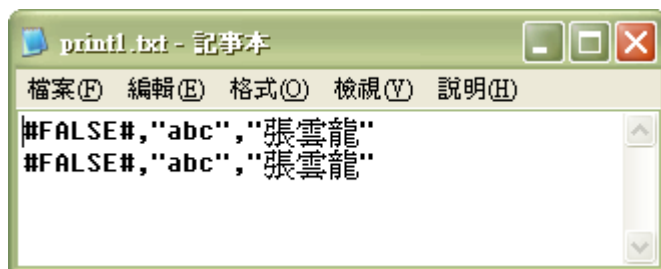 print1.txt - 記事本
檔案(F) 編輯(E) 格式(O) 檢視(V) 說明(H)
#FALSE#,"abc","張雲龍"
#FALSE#,"abc","張雲龍"